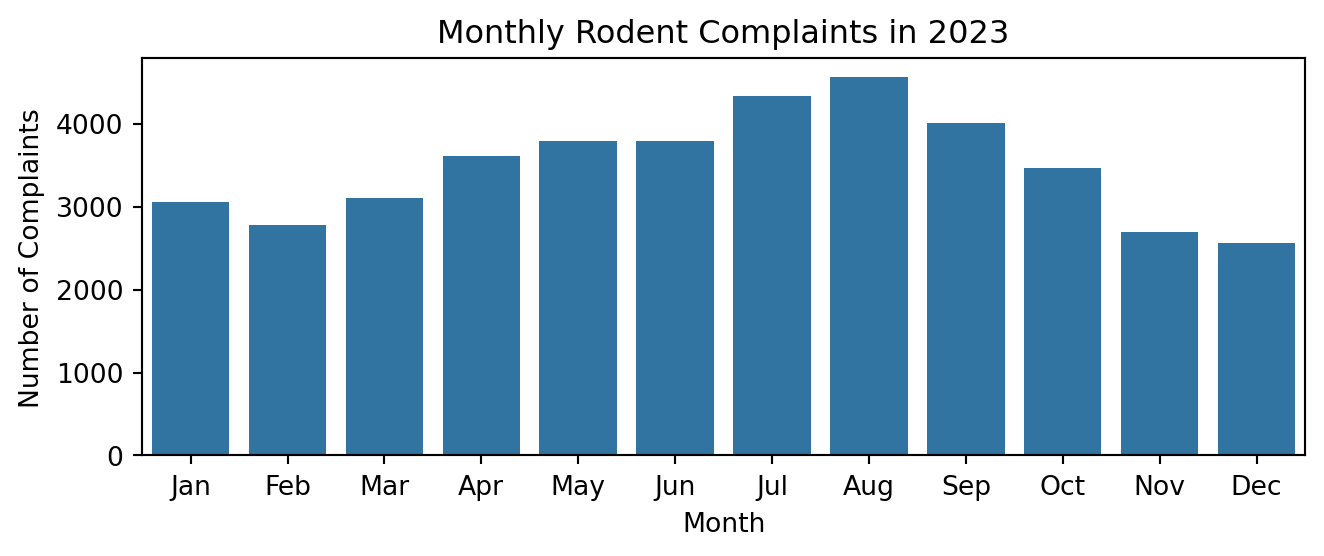 Monthly Rodent Complaints in 2023
Number of Complaints
4000
3000
2000
1000
0
Jan Feb Mar Apr May Jun Jul Aug Sep Oct Nov Dec
Month